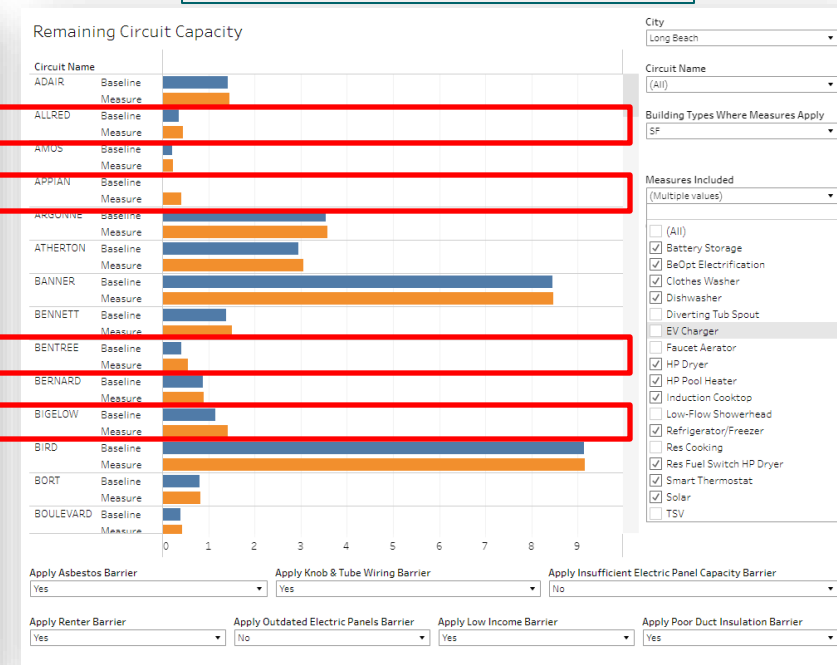 Remaining Circuit Capacity
Circuit Name
ADAIR Baseline
Measure
ALLRED Baseline
Measure
AMOS Baseline
Measure
APPIAN Baseline
Measure
ARGONNE Baseline
Measure
ATHERTON Baseline
Measure
BANNER Baseline
Measure
BENNETT Baseline
Measure
BENTREE Baseline
Measure
BERNARD Baseline
Measure
BIGELOW Baseline
Measure
BIRD Baseline
Measure
BORT Baseline
Measure
BOULEVARD Baseline
Measure
0 1 2 3 4 5 6 7 8 9
City
Long Beach
Circuit Name
(All)
Building Types Where Measures Apply
SF
Measures Included
(Multiple values)
(All)
Battery Storage
BeOpt Electrification
Clothes Washer
Dishwasher
Diverting Tub Spout
EV Charger
Faucet Aerator
HP Dryer
HP Pool Heater
Induction Cooktop
Low-Flow Showerhead
Refrigerator/Freezer
Res Cooking
Res Fuel Switch HP Dryer
Smart Thermostat
Solar
TSV
Apply Asbestos Barrier
Yes
Apply Knob & Tube Wiring Barrier
Yes
Apply Insufficient Electric Panel Capacity Barrier
No
Apply Renter Barrier
Yes
Apply Outdated Electric Panels Barrier
No
Apply Low Income Barrier
Yes
Apply Poor Duct Insulation Barrier
Yes